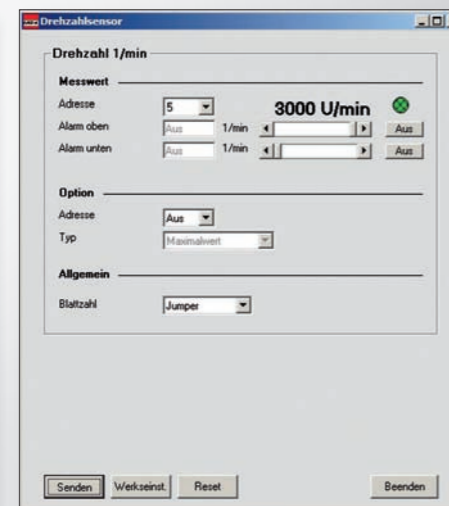 Drehzahlsensor
Drehzahl 1/min
Messwert
Adresse 5 3000 U/min
Alarm oben Aus 1/min Aus
Alarm unten Aus 1/min Aus
Option
Adresse Aus
Typ Maximalwert
Allgemein
Blattzahl Jumper
Senden Werkseinst. Reset Beenden